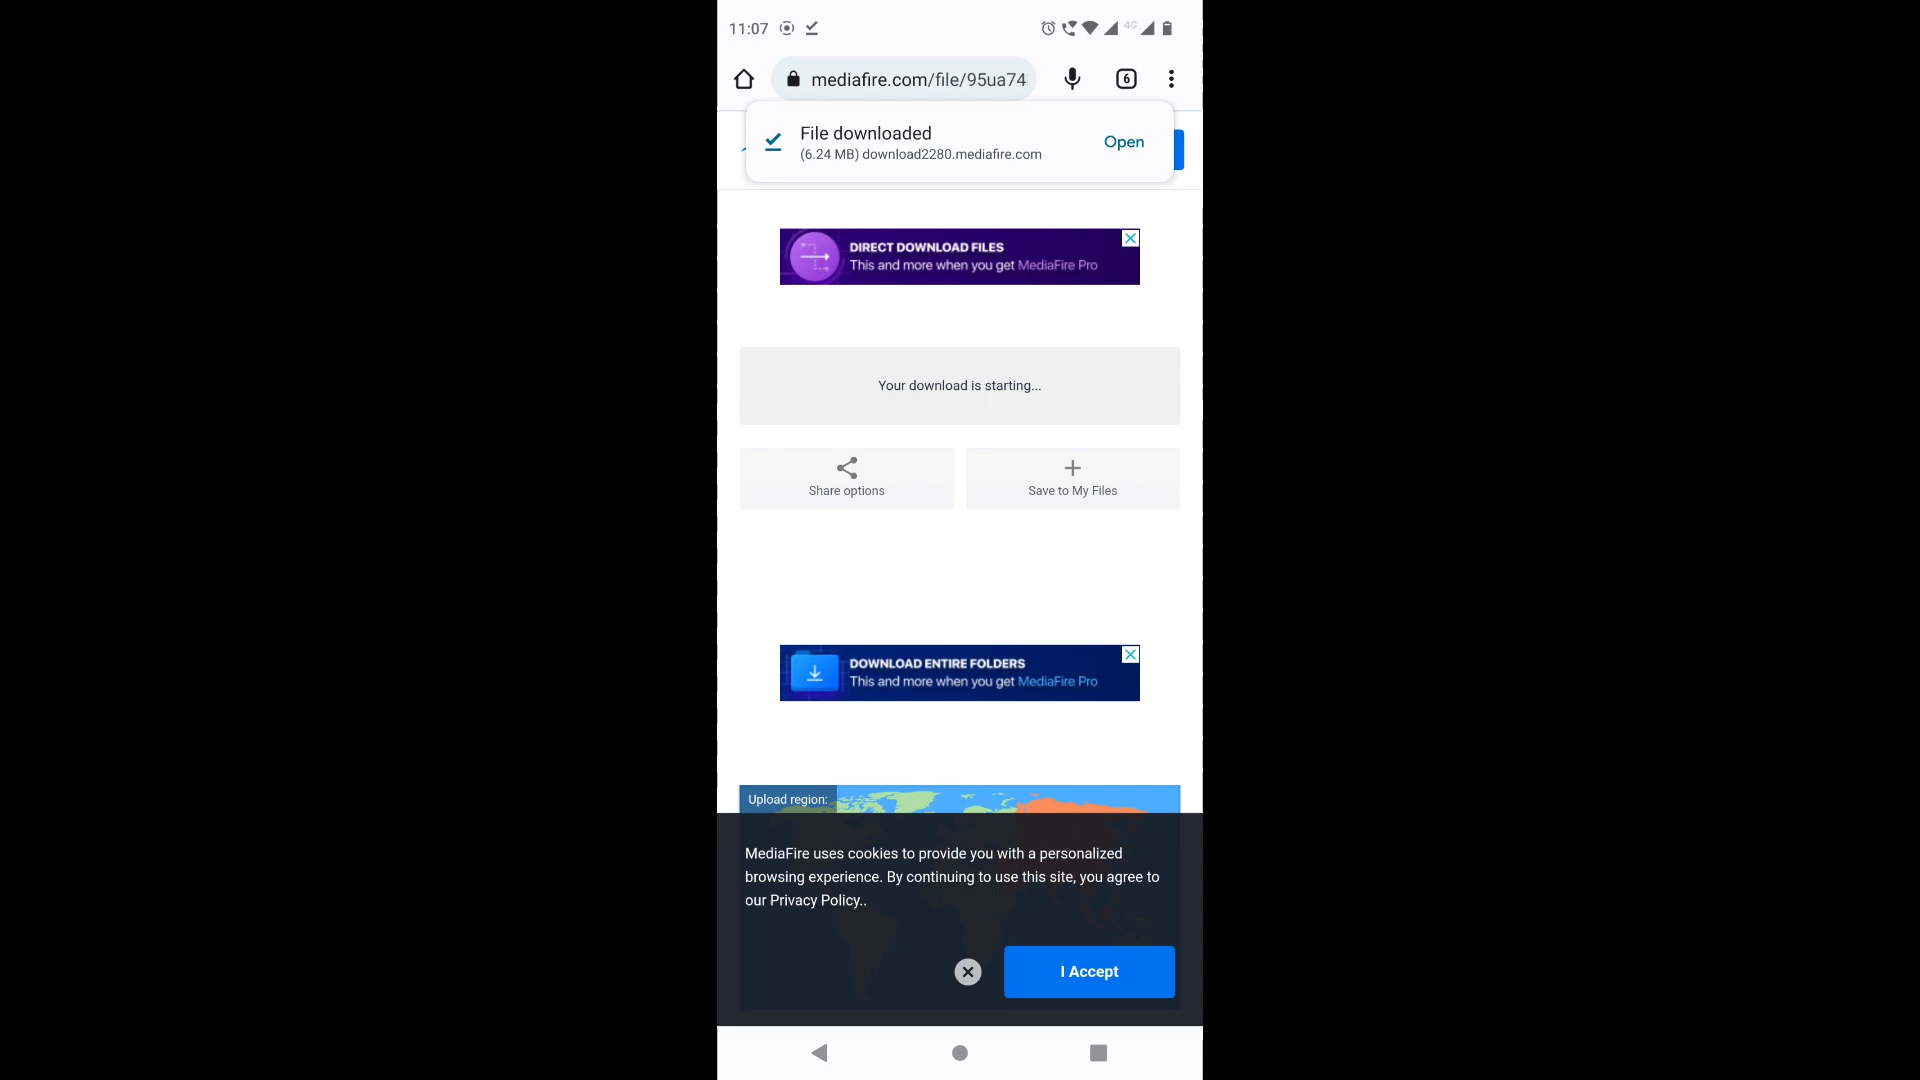 11:07
4G
mediafire.com/file/95ua74
6
File downloaded
(6.24 MB) download2280.mediafire.com
Open
DIRECT DOWNLOAD FILES
This and more when you get MediaFire Pro
Your download is starting...
Share options
Save to My Files
DOWNLOAD ENTIRE FOLDERS
This and more when you get MediaFire Pro
Upload region:
MediaFire uses cookies to provide you with a personalized
browsing experience. By continuing to use this site, you agree to
our Privacy Policy..
I Accept